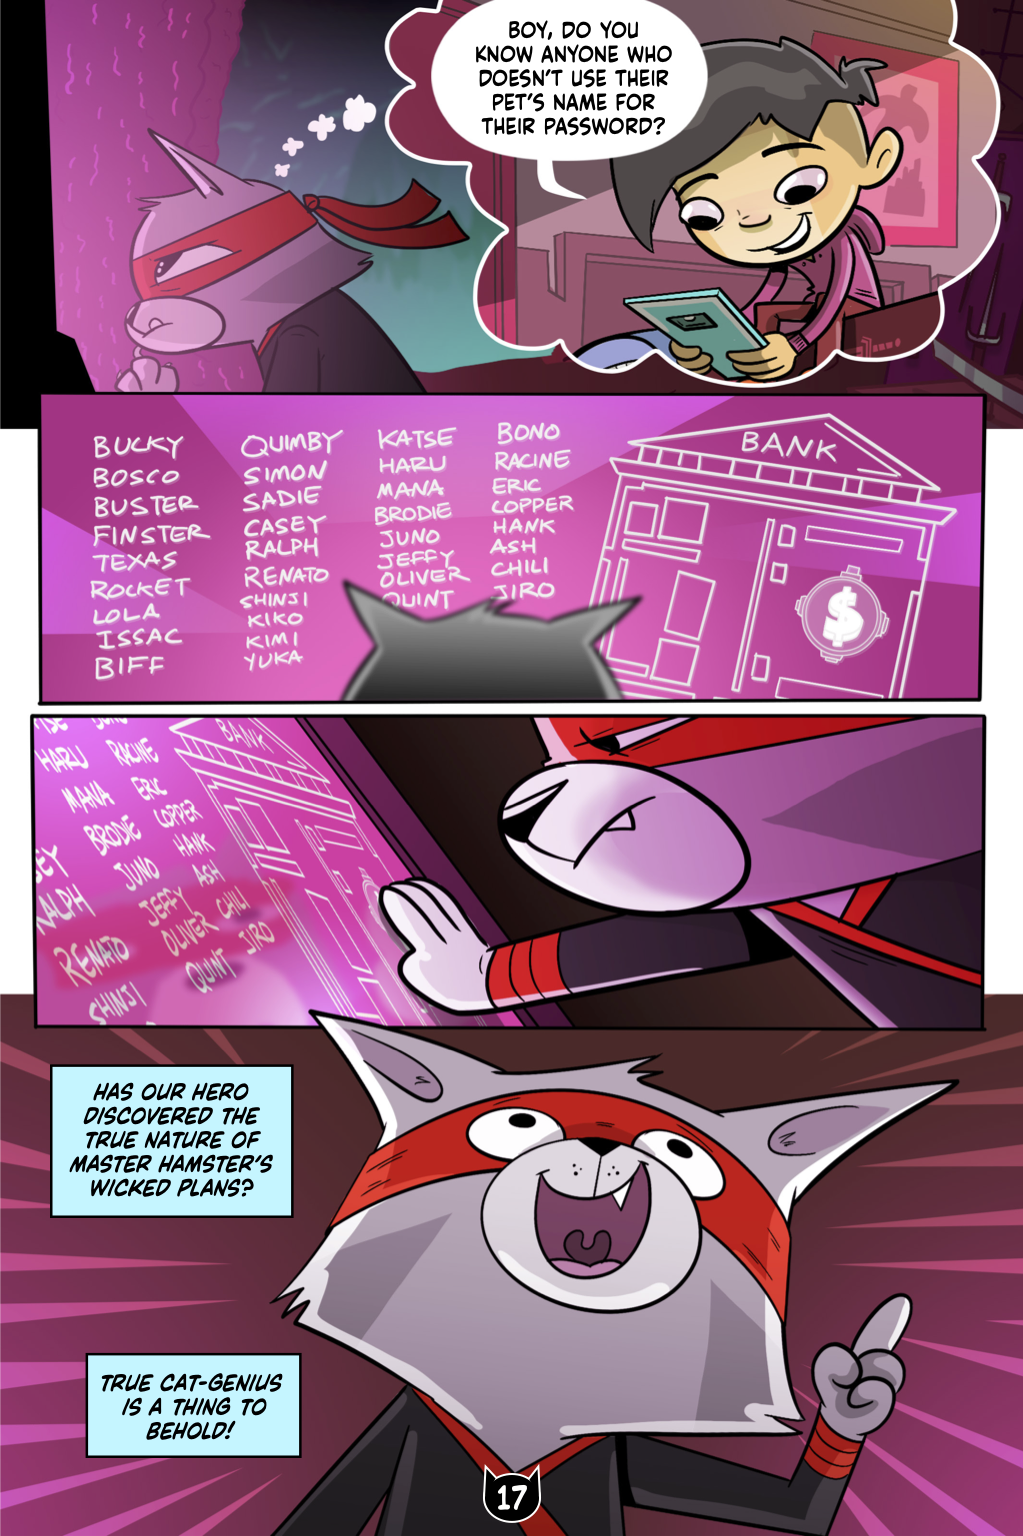 BOY, DO YOU
KNOW ANYONE WHO
DOESN'T USE THEIR
PET'S NAME FOR
THEIR PASSWORD?
BUCKY
BOSCO
BUSTER
FINSTER
TEXAS
ROCKET
LOLA
ISSAC
BIFF
QUIMBY
SIMON
SADIE
CASEY
RALPH
RENATO
SHINJI
KIKO
KIMI
YUKA
KATSE
HARU
MANA
BRODIE
JUNO
JEFFY
OLIVER
QUINT
BONO
RACINE
ERIC
COPPER
HANK
ASH
CHILI
JIRO
BANK
$
RALPH
RENATO
SHINJI
HARU
MANA
BRODIE
JUNO
JEFFY
OLIVER
QUINT
RACINE
ERIC
COPPER
HANK
ASH
CHILI
JIRO
BANK
HAS OUR HERO
DISCOVERED THE
TRUE NATURE OF
MASTER HAMSTER'S
WICKED PLANS?
TRUE CAT-GENIUS
IS A THING TO
BEHOLD!
17